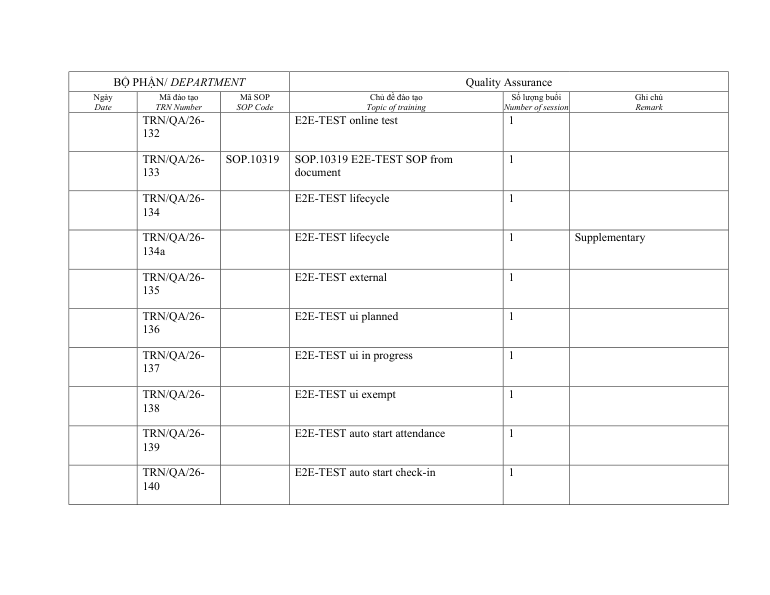 BỘ PHẬN/ DEPARTMENT Quality Assurance
Ngày Mã đào tạo Mã SOP Chủ đề đào tạo Số lượng buổi Ghi chú
Date TRN Number SOP Code Topic of training Number of session Remark
TRN/QA/26- E2E-TEST online test 1
132
TRN/QA/26- SOP.10319 SOP.10319 E2E-TEST SOP from 1
133 document
TRN/QA/26- E2E-TEST lifecycle 1
134
TRN/QA/26- E2E-TEST lifecycle 1 Supplementary
134a
TRN/QA/26- E2E-TEST external 1
135
TRN/QA/26- E2E-TEST ui planned 1
136
TRN/QA/26- E2E-TEST ui in progress 1
137
TRN/QA/26- E2E-TEST ui exempt 1
138
TRN/QA/26- E2E-TEST auto start attendance 1
139
TRN/QA/26- E2E-TEST auto start check-in 1
140